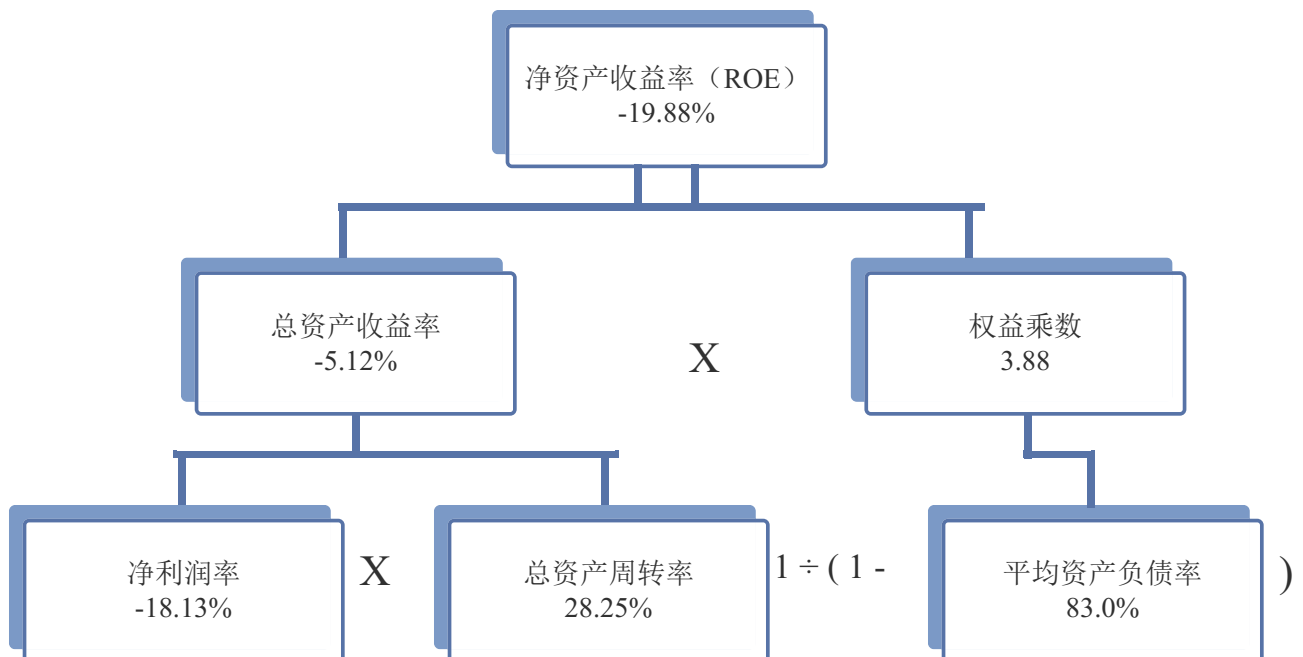 净资产收益率（ROE）
-19.88%
总资产收益率
-5.12%
X
权益乘数
3.88
净利润率
-18.13%
X
总资产周转率
28.25%
1 ÷ ( 1 -
平均资产负债率
83.0%
)